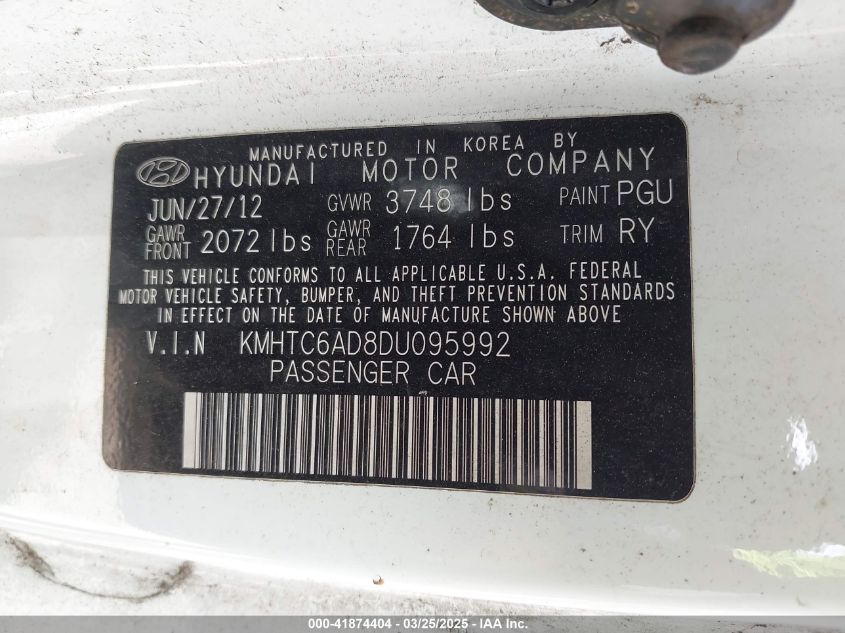 MANUFACTURED IN KOREA BY
HYUNDAI MOTOR COMPANY
JUN/27/12 GVWR 3748 lbs PAINT PGU
GAWR FRONT 2072 lbs GAWR REAR 1764 lbs TRIM RY
THIS VEHICLE CONFORMS TO ALL APPLICABLE U.S.A. FEDERAL
MOTOR VEHICLE SAFETY, BUMPER, AND THEFT PREVENTION STANDARDS
IN EFFECT ON THE DATE OF MANUFACTURE SHOWN ABOVE
V.I.N KMHTC6AD8DU095992
PASSENGER CAR
000-41874404 - 03/25/2025 - © IAA Holdings, LLC.